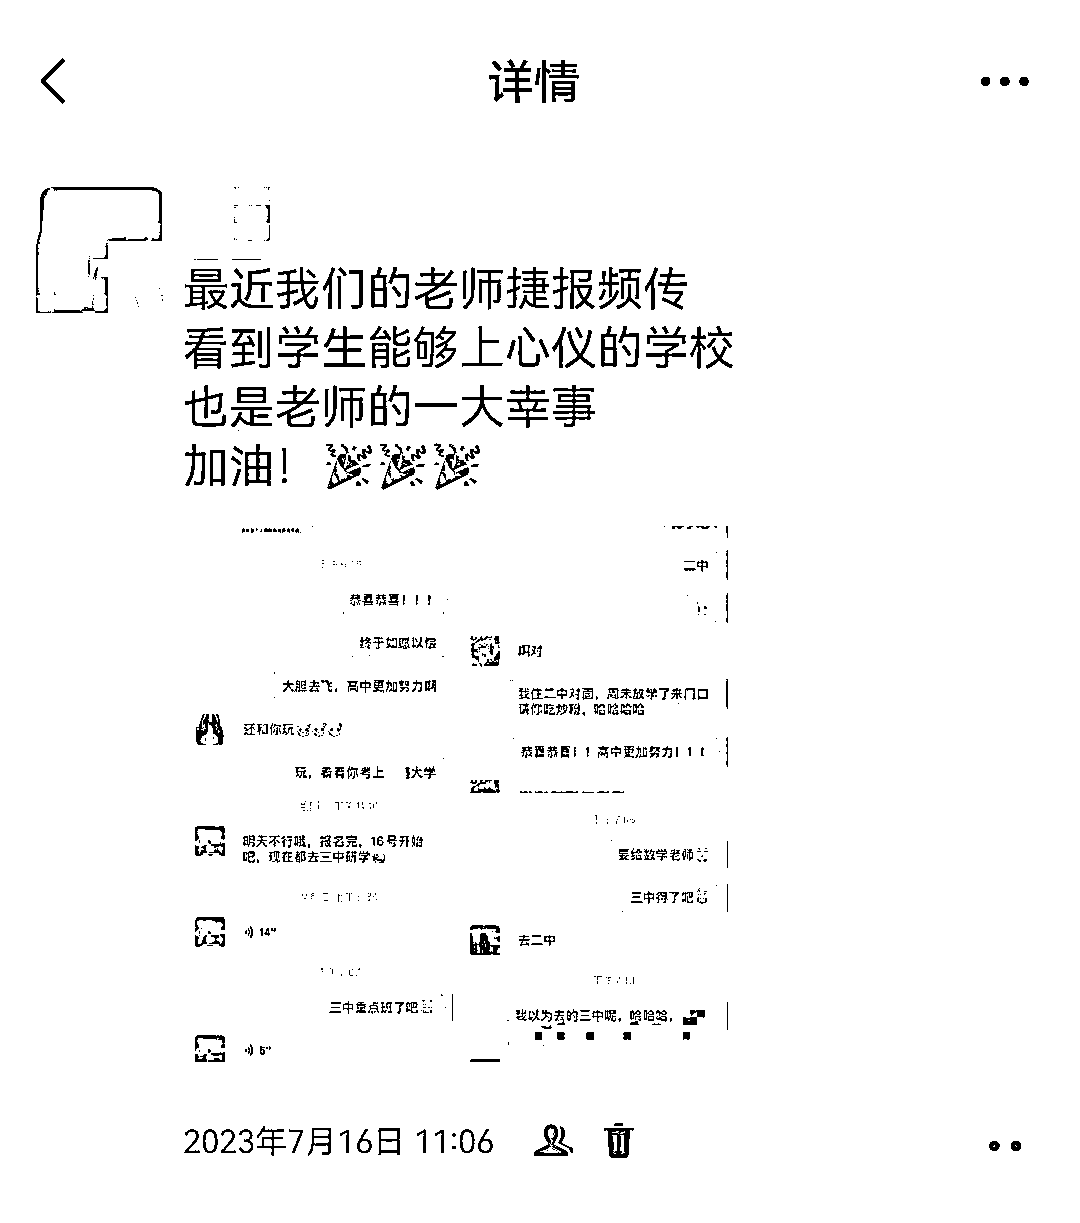 详情
最近我们的老师捷报频传
看到学生能够上心仪的学校
也是老师的一大幸事
加油！🎉🎉🎉
恭喜恭喜！！！
终于如愿以偿
大胆去飞，高中更加努力啊
还和你玩
玩，看看你考上 大学
明天不行哦，报名完，16号开始
吧，现在都去三中研学
14"
三中重点班了吧
5"
二中
啊对
我住二中对面，周末放学了来门口
请你吃炒粉，哈哈哈哈
恭喜恭喜！！高中更加努力！！！
要给数学老师
三中得了吧
去二中
我以为去的三中呢，哈哈哈，
2023年7月16日 11:06